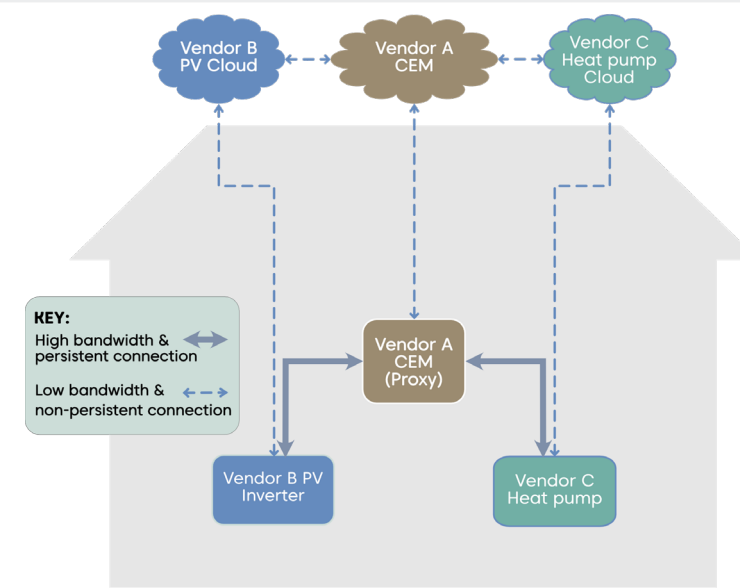 Vendor B
PV Cloud
Vendor A
CEM
Vendor C
Heat pump
Cloud
KEY:
High bandwidth &
persistent connection
Low bandwidth &
non-persistent connection
Vendor A
CEM
(Proxy)
Vendor B PV
Inverter
Vendor C
Heat pump